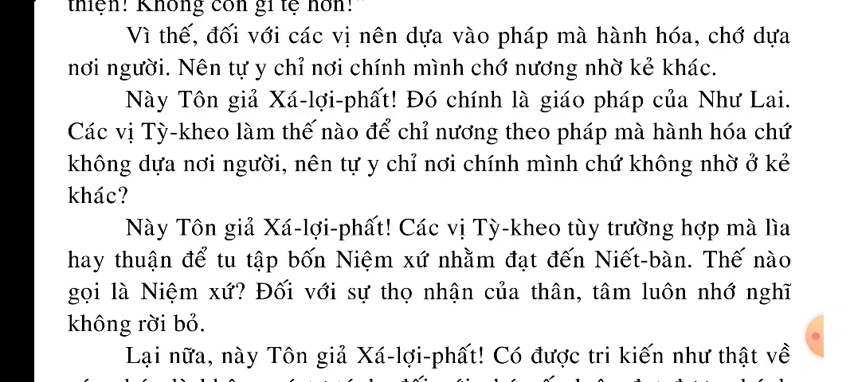 thiện! Không còn gì tệ hơn!"
Vì thế, đối với các vị nên dựa vào pháp mà hành hóa, chớ dựa
nơi người. Nên tự y chỉ nơi chính mình chớ nương nhờ kẻ khác.
Này Tôn giả Xá-lợi-phất! Đó chính là giáo pháp của Như Lai.
Các vị Tỳ-kheo làm thế nào để chỉ nương theo pháp mà hành hóa chứ
không dựa nơi người, nên tự y chỉ nơi chính mình chứ không nhờ ở kẻ
khác?
Này Tôn giả Xá-lợi-phất! Các vị Tỳ-kheo tùy trường hợp mà lìa
hay thuận để tu tập bốn Niệm xứ nhằm đạt đến Niết-bàn. Thế nào
gọi là Niệm xứ? Đối với sự thọ nhận của thân, tâm luôn nhớ nghĩ
không rời bỏ.
Lại nữa, này Tôn giả Xá-lợi-phất! Có được tri kiến như thật về